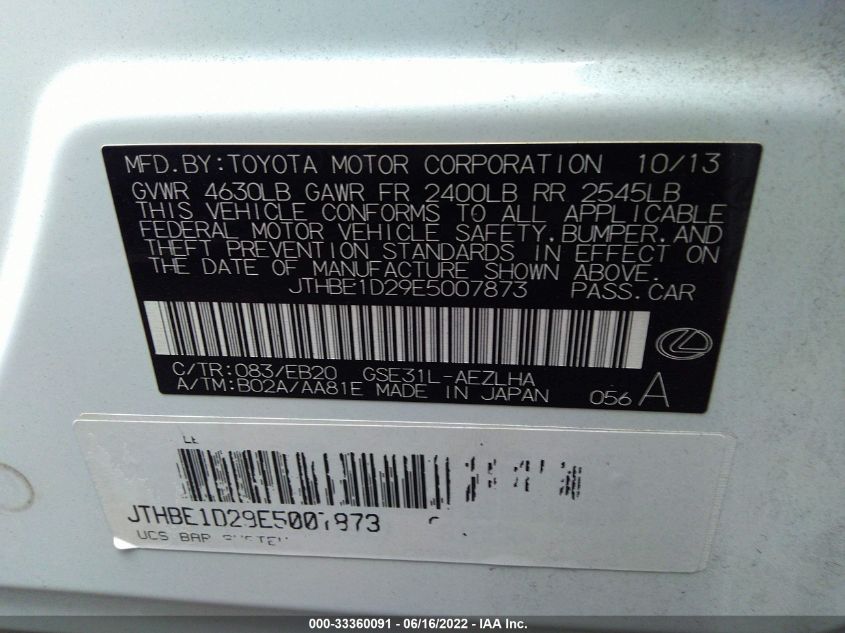 MFD.BY:TOYOTA MOTOR CORPORATION 10/13
GVWR 4630LB GAWR FR 2400LB RR 2545LB
THIS VEHICLE CONFORMS TO ALL APPLICABLE
FEDERAL MOTOR VEHICLE SAFETY,BUMPER,AND
THEFT PREVENTION STANDARDS IN EFFECT ON
THE DATE OF MANUFACTURE SHOWN ABOVE.
JTHBE1D29E5007873 PASS.CAR
C/TR:083/EB20 GSE31L-AEZLHA
A/TM:B02A/AA81E MADE IN JAPAN 056 A
JTHBE1D29E5007873
UCS BAR
000-33360091 - 06/16/2022 - IAA Inc.